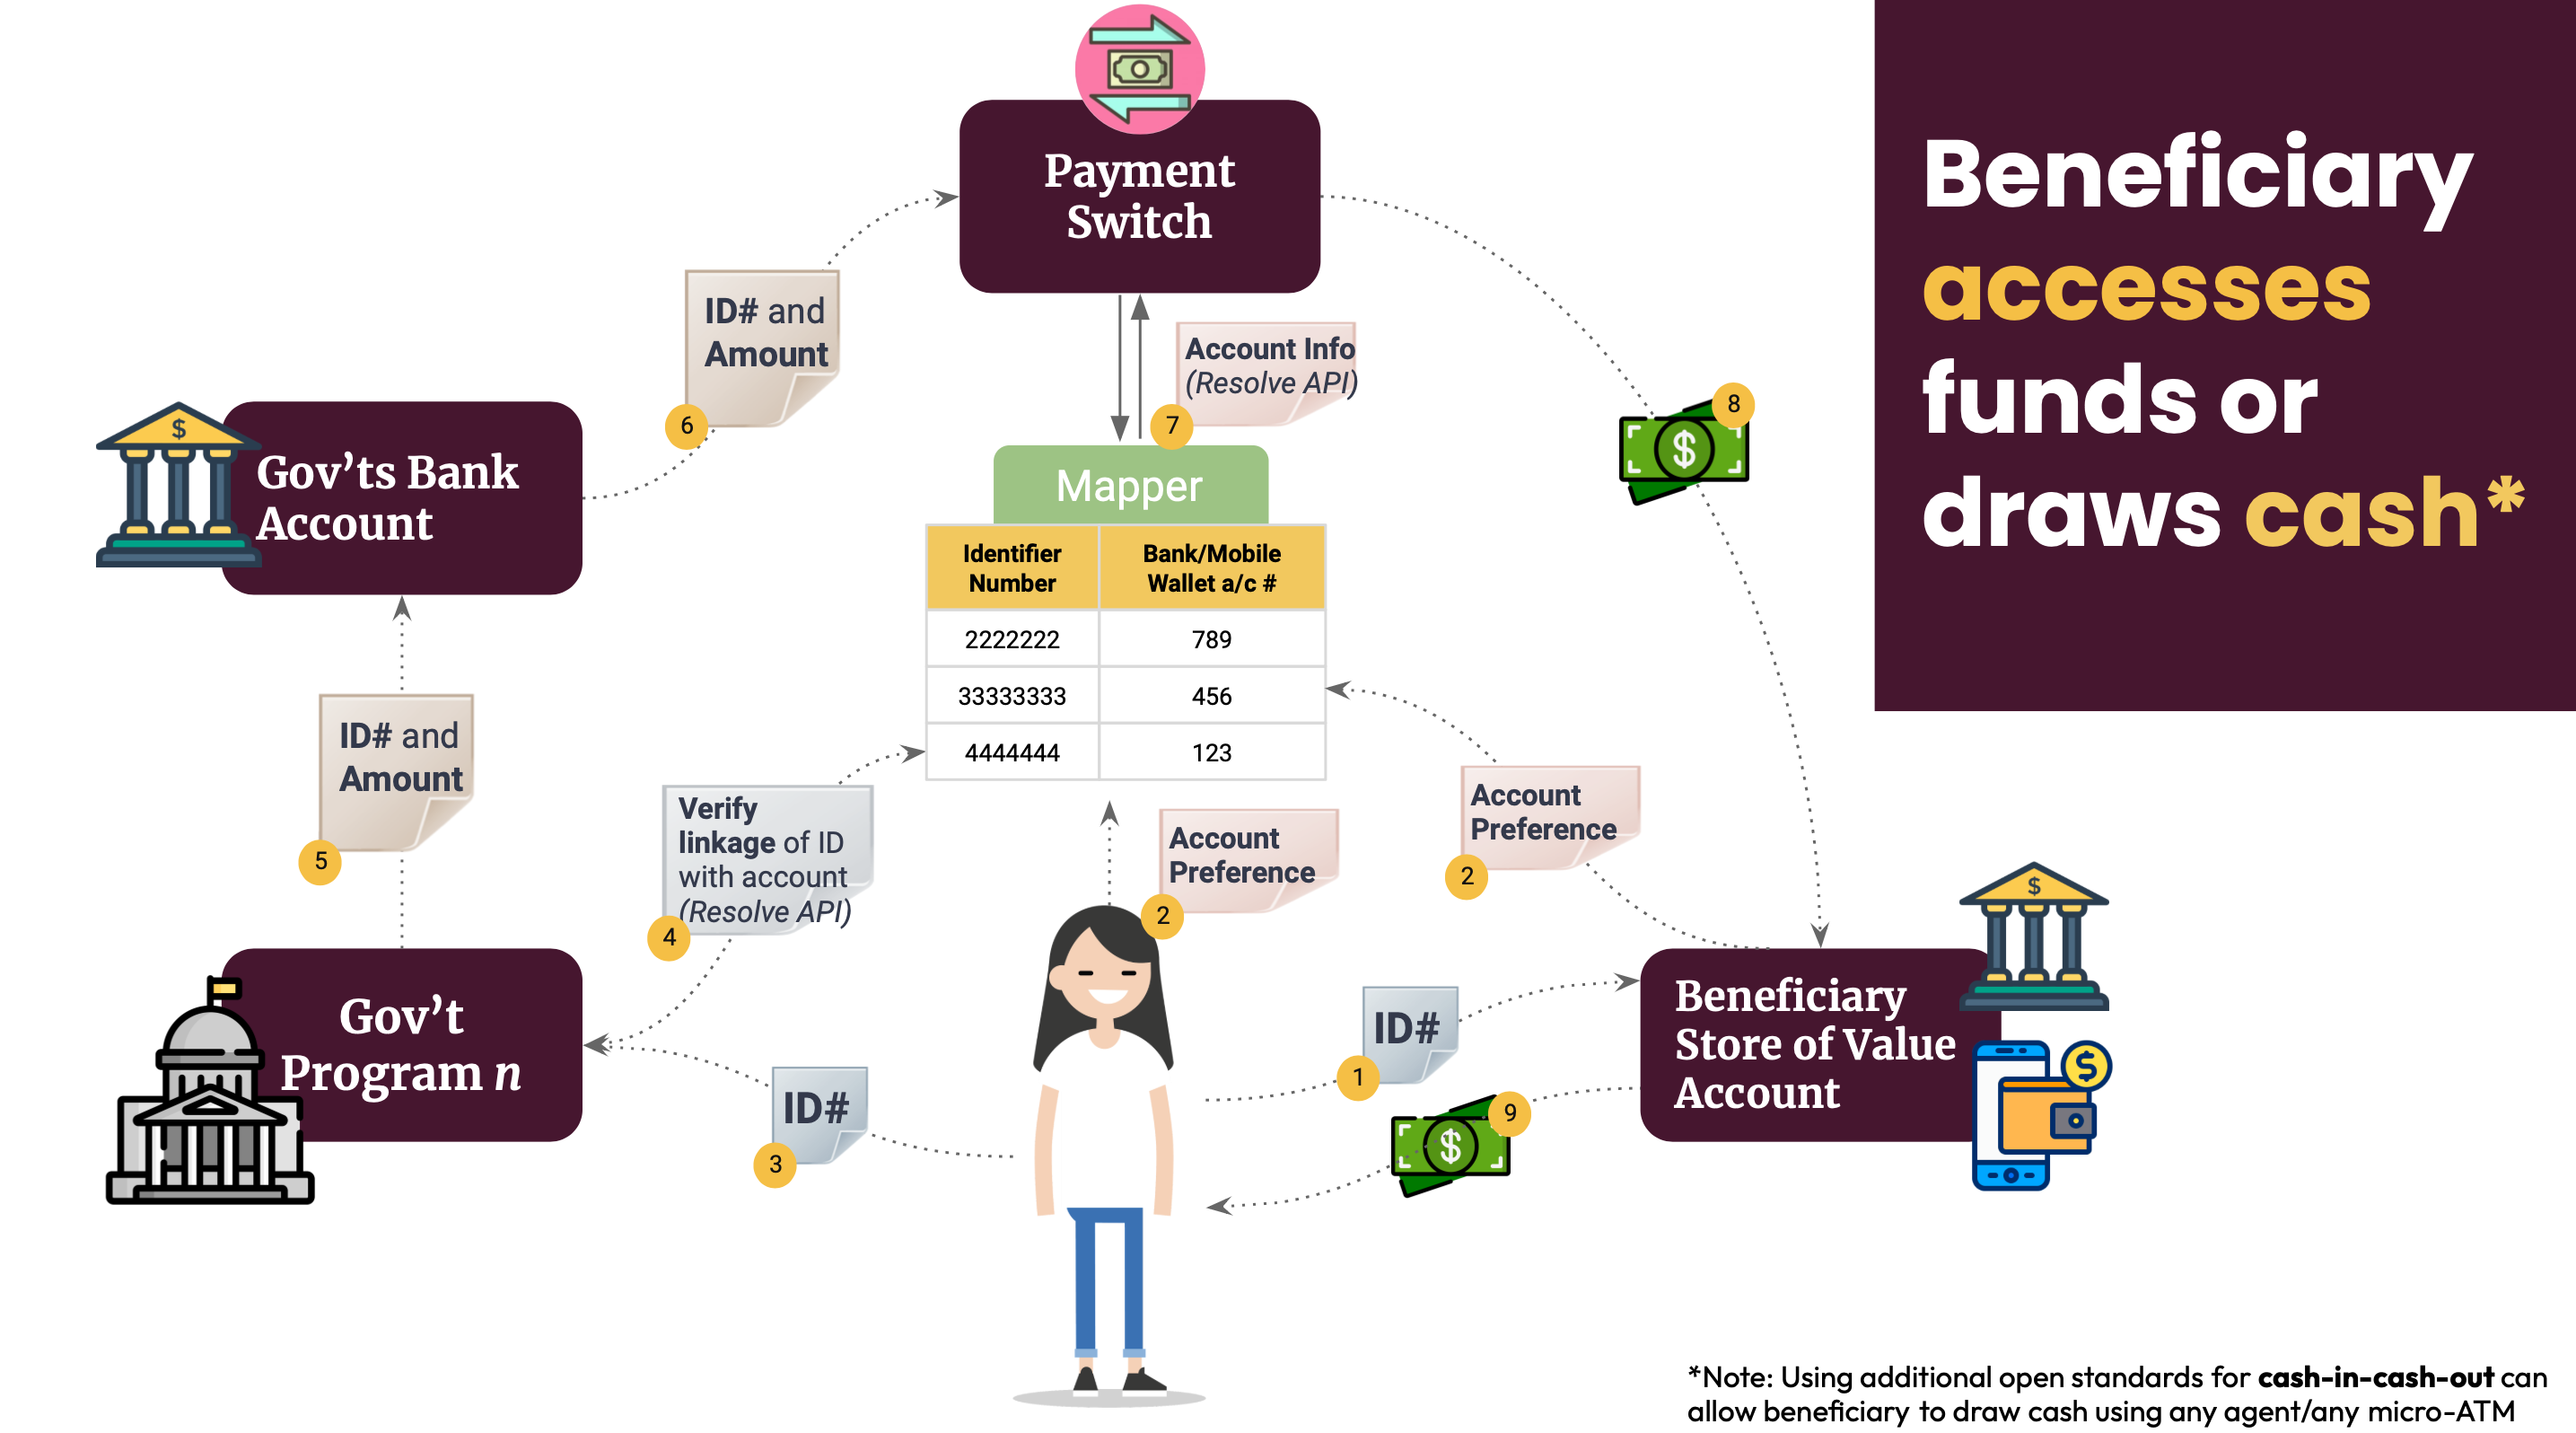 Payment
Switch
Beneficiary
accesses
funds or
draws cash*
ID# and
Amount
6
Account Info
(Resolve API)
7
8
$
$
Gov'ts Bank
Account
Mapper
Identifier
Number
Bank/Mobile
Wallet a/c #
2222222
789
33333333
456
4444444
123
ID# and
Amount
5
Verify
linkage of ID
with account
(Resolve API)
4
Account
Preference
2
Account
Preference
2
Gov't
Program n
ID#
3
ID#
1
$
9
Beneficiary
Store of Value
Account
$
$
*Note: Using additional open standards for cash-in-cash-out can
allow beneficiary to draw cash using any agent/any micro-ATM